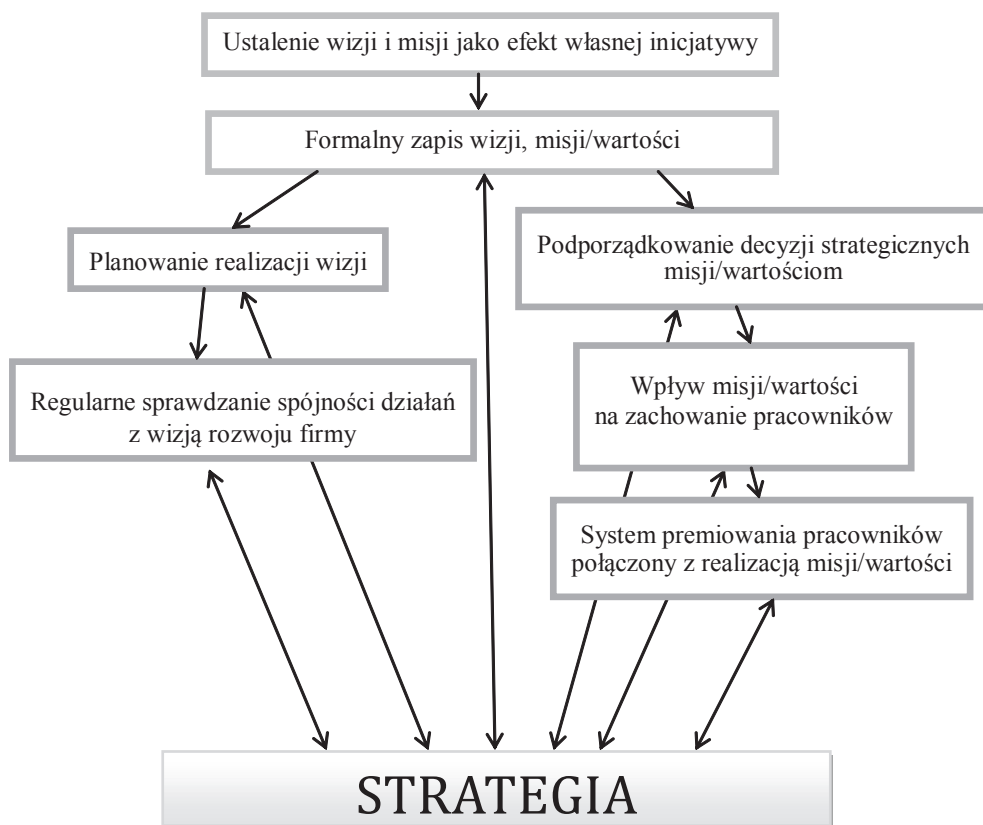 Ustalenie wizji i misji jako efekt własnej inicjatywy
Formalny zapis wizji, misji/wartości
Planowanie realizacji wizji
Podporządkowanie decyzji strategicznych
misji/wartościom
Regularne sprawdzanie spójności działań
z wizją rozwoju firmy
Wpływ misji/wartości
na zachowanie pracowników
System premiowania pracowników
połączony z realizacją misji/wartości
STRATEGIA